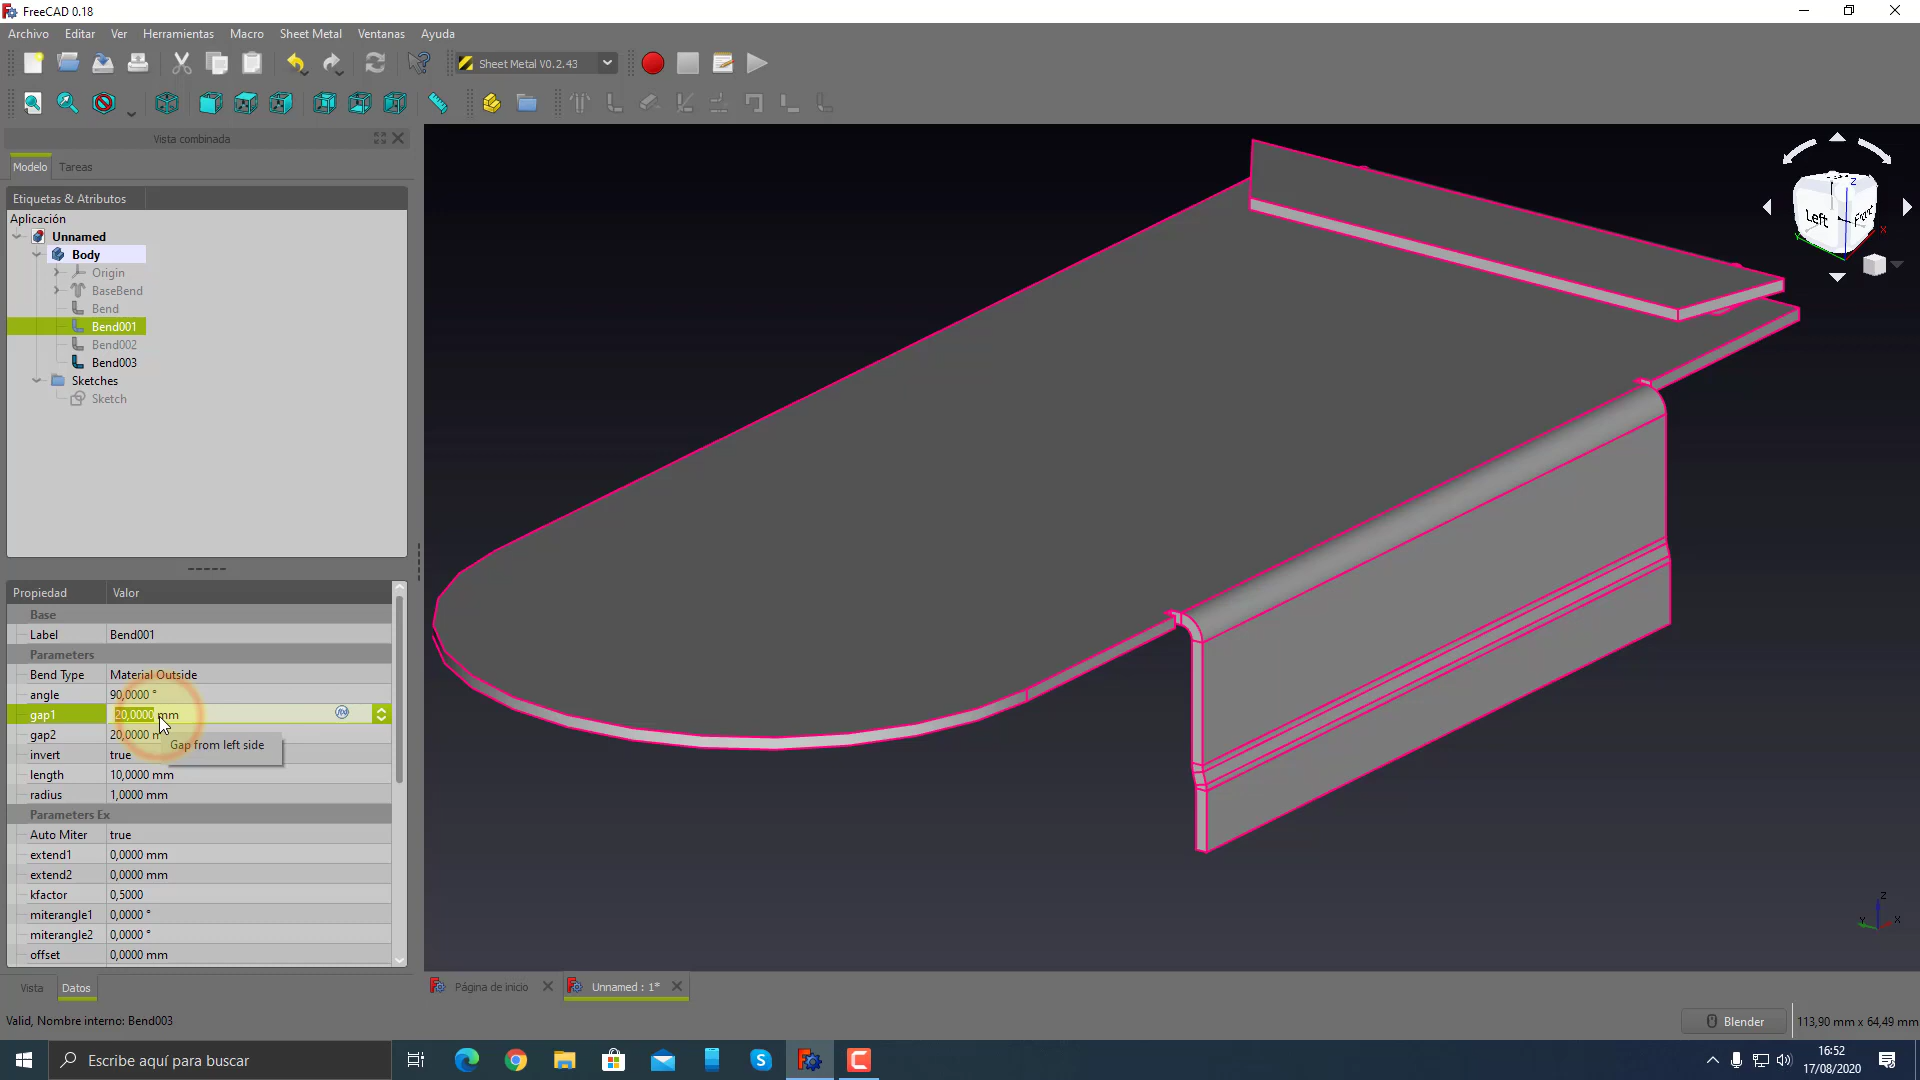 FreeCAD 0.18
Archivo Editar Ver Herramientas Macro Sheet Metal Ventanas Ayuda
Sheet Metal V0.2.43
Vista combinada
Modelo Tareas
Etiquetas & Atributos
Aplicación
Unnamed
Body
Origin
BaseBend
Bend
Bend001
Bend002
Bend003
Sketches
Sketch
Propiedad Valor
Base
Label Bend001
Parameters
Bend Type Material Outside
angle 90,0000 °
gap1 20,0000 mm
gap2 20,0000
Gap from left side
invert true
length 10,0000 mm
radius 1,0000 mm
Parameters Ex
Auto Miter true
extend1 0,0000 mm
extend2 0,0000 mm
kfactor 0,5000
miterangle1 0,0000 °
miterangle2 0,0000 °
offset 0,0000 mm
Vista Datos
Z
Left Front
Y X
Z
Y X
Página de inicio Unnamed : 1*
Valid, Nombre interno: Bend003
Blender 113,90 mm x 64,49 mm
Escribe aquí para buscar
16:52
17/08/2020